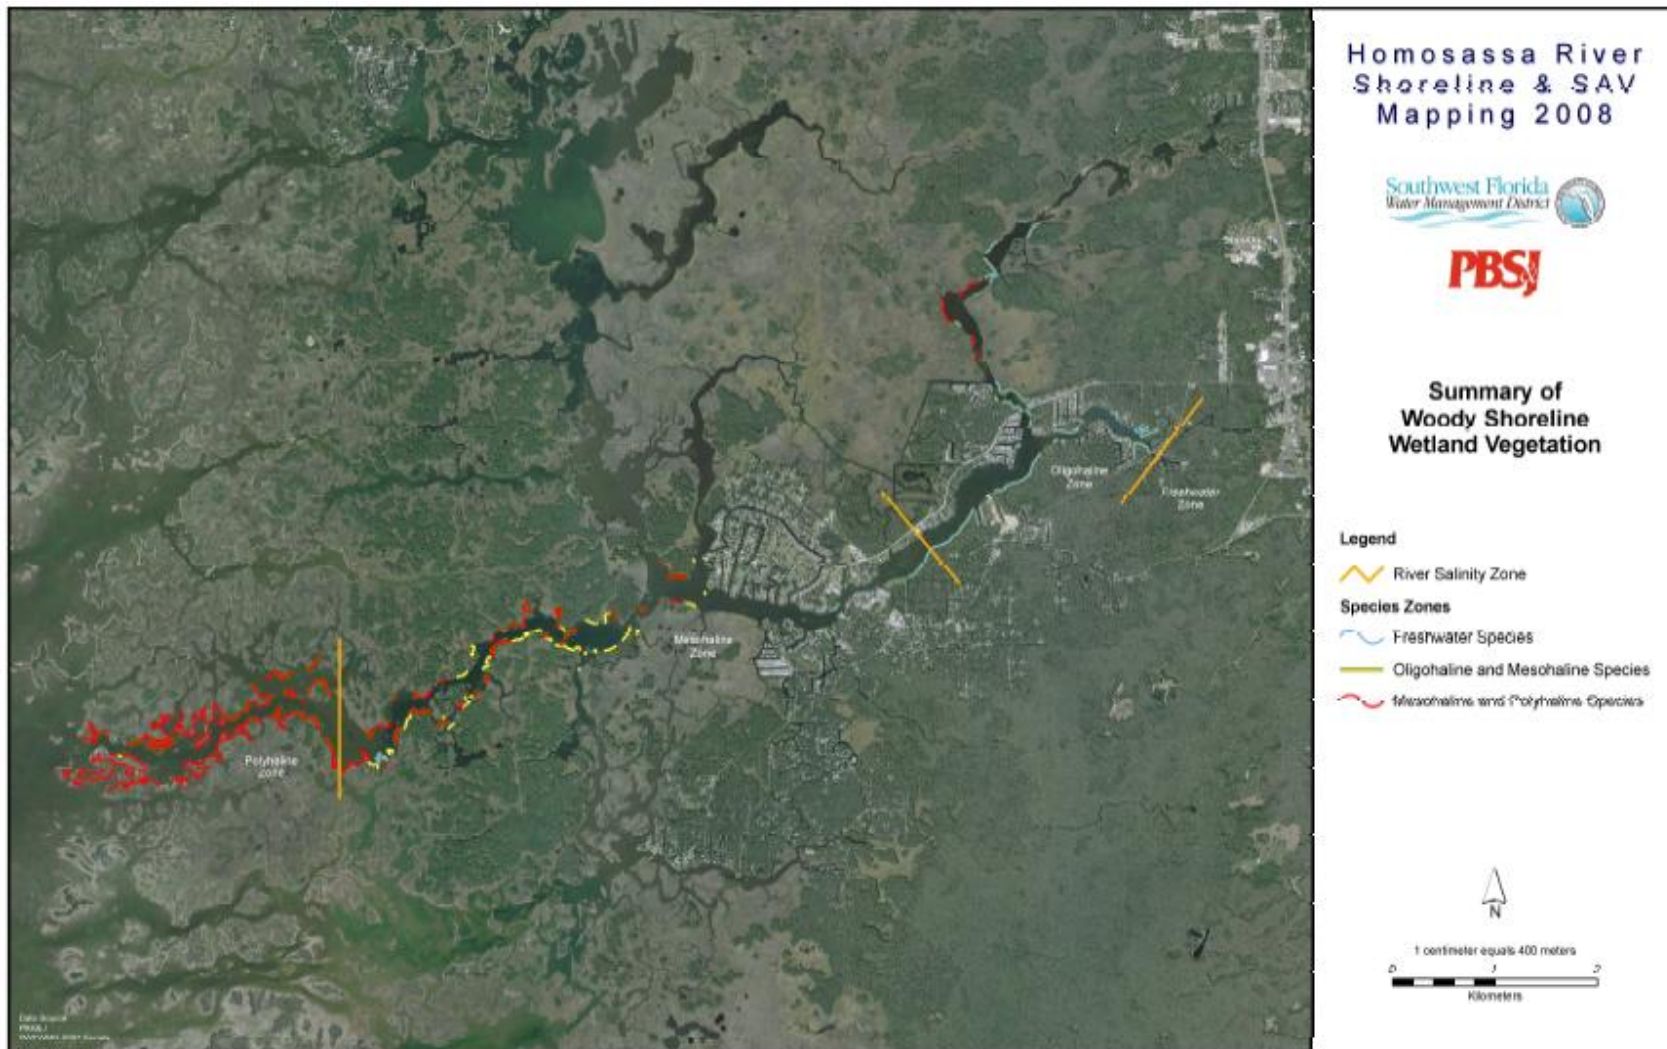 Homosassa River
Shoreline & SAV
Mapping 2008
Southwest Florida
Water Management District
PBSJ
Summary of
Woody Shoreline
Wetland Vegetation
Legend
River Salinity Zone
Species Zones
Freshwater Species
Oligohaline and Mesohaline Species
Mesohaline and Polyhaline Species
N
1 centimeter equals 400 meters
0 1 2
Kilometers
Oligohaline
Zone
Freshwater
Zone
Mesohaline
Zone
Polyhaline
Zone
Data Source